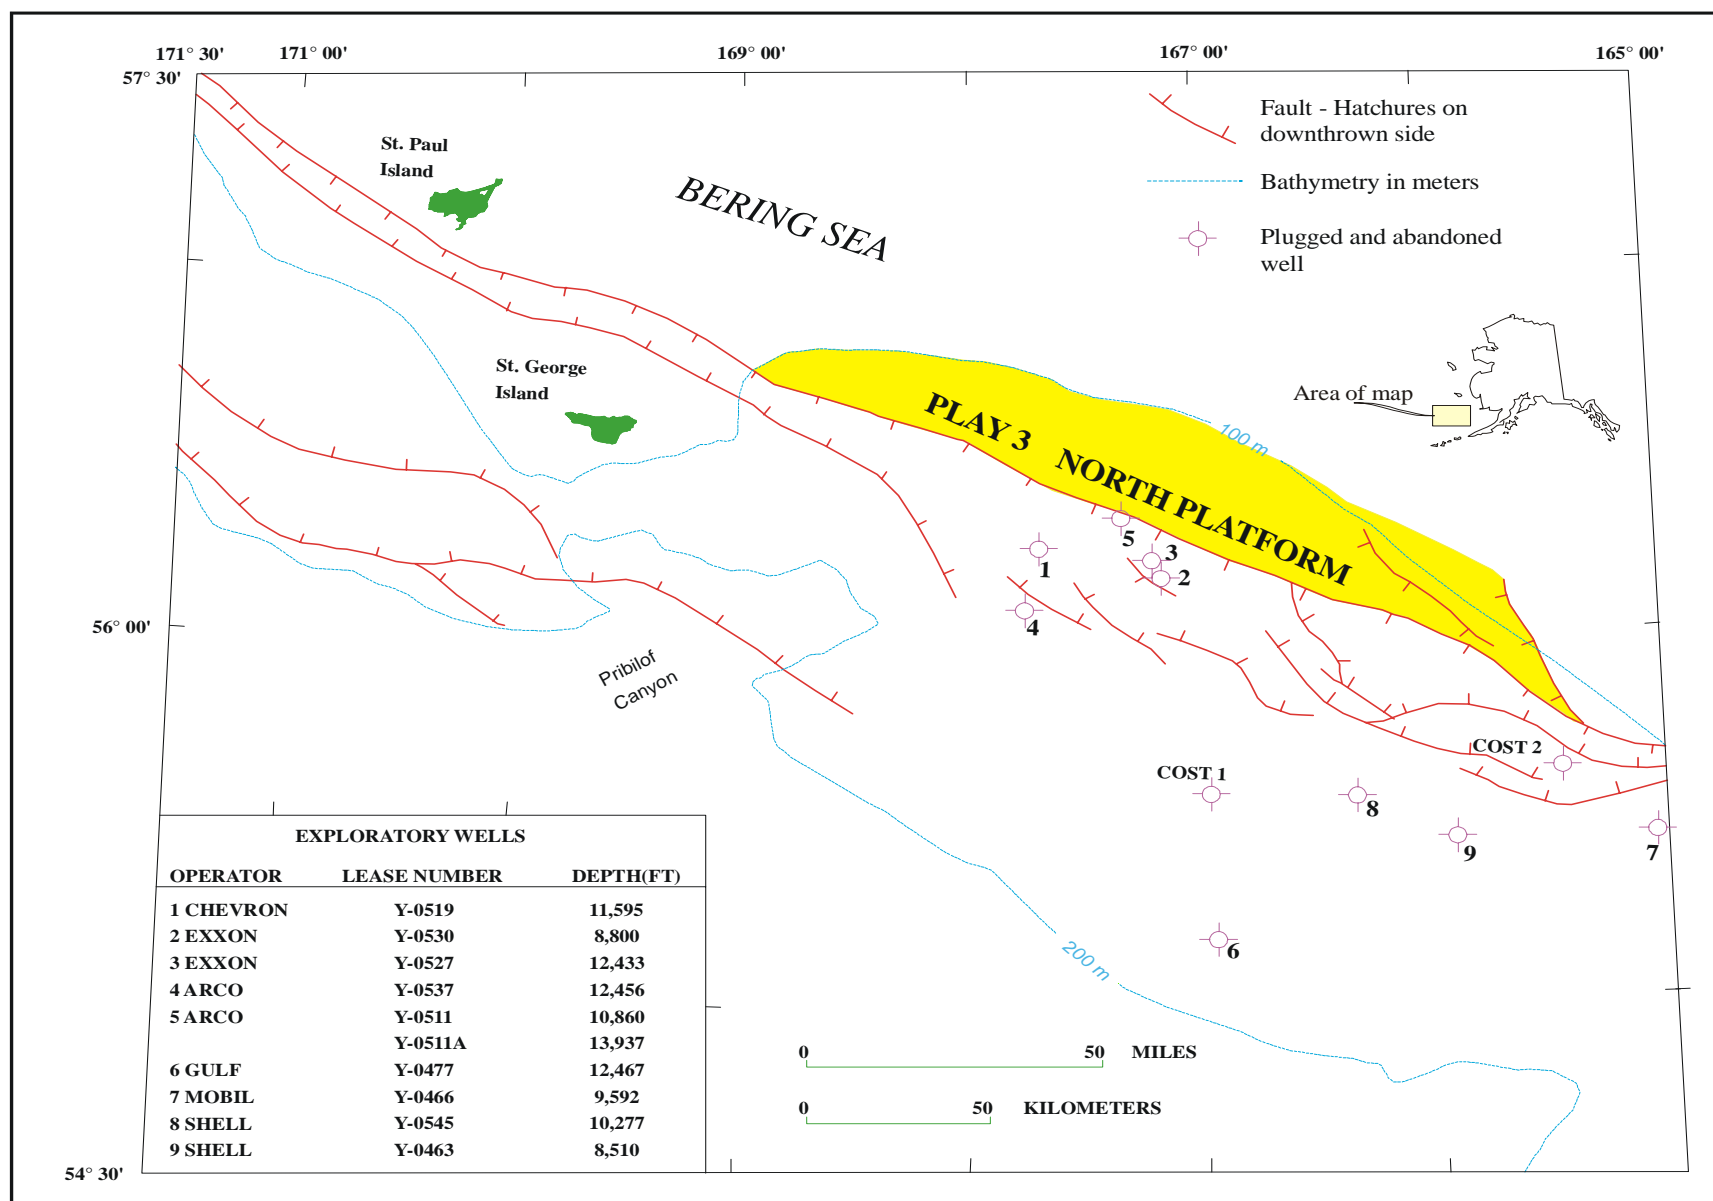 171° 30' 171° 00' 169° 00' 167° 00' 165° 00'
57° 30'
Fault - Hatchures on
downthrown side
St. Paul
Island
Bathymetry in meters
BERING SEA
Plugged and abandoned
well
St. George
Island
Area of map
PLAY 3 NORTH PLATFORM
100 m
5
3
1
2
4
56° 00'
Pribilof
Canyon
COST 2
COST 1
8
9
7
6
200 m
EXPLORATORY WELLS
OPERATOR LEASE NUMBER DEPTH(FT)
1 CHEVRON Y-0519 11,595
2 EXXON Y-0530 8,800
3 EXXON Y-0527 12,433
4 ARCO Y-0537 12,456
5 ARCO Y-0511 10,860
Y-0511A 13,937
6 GULF Y-0477 12,467
7 MOBIL Y-0466 9,592
8 SHELL Y-0545 10,277
9 SHELL Y-0463 8,510
0 50 MILES
0 50 KILOMETERS
54° 30'